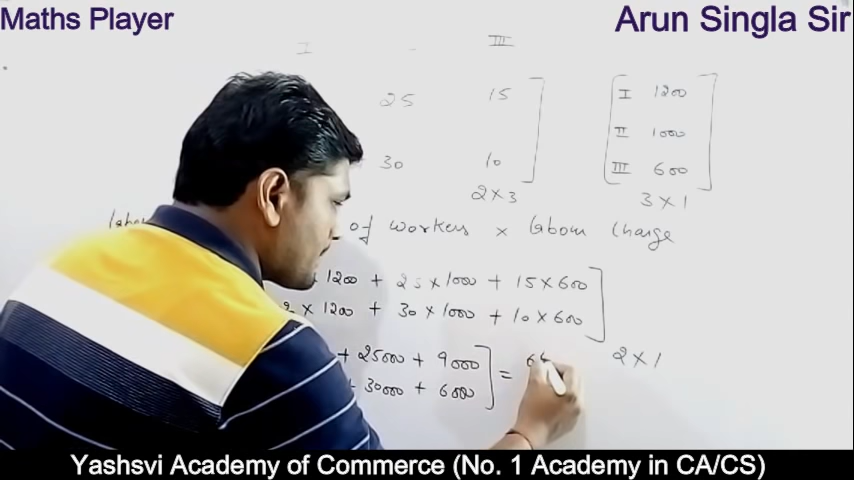 Maths Player
Arun Singla Sir
I III
25 15 I 1200
II 1000
30 10 III 600
2×3 3×1
of workers × labour charge
1200 + 25×1000 + 15×600
× 1200 + 30×1000 + 10×600
+ 25000 + 9000 = 2×1
+ 30000 + 6000
Yashsvi Academy of Commerce (No. 1 Academy in CA/CS)